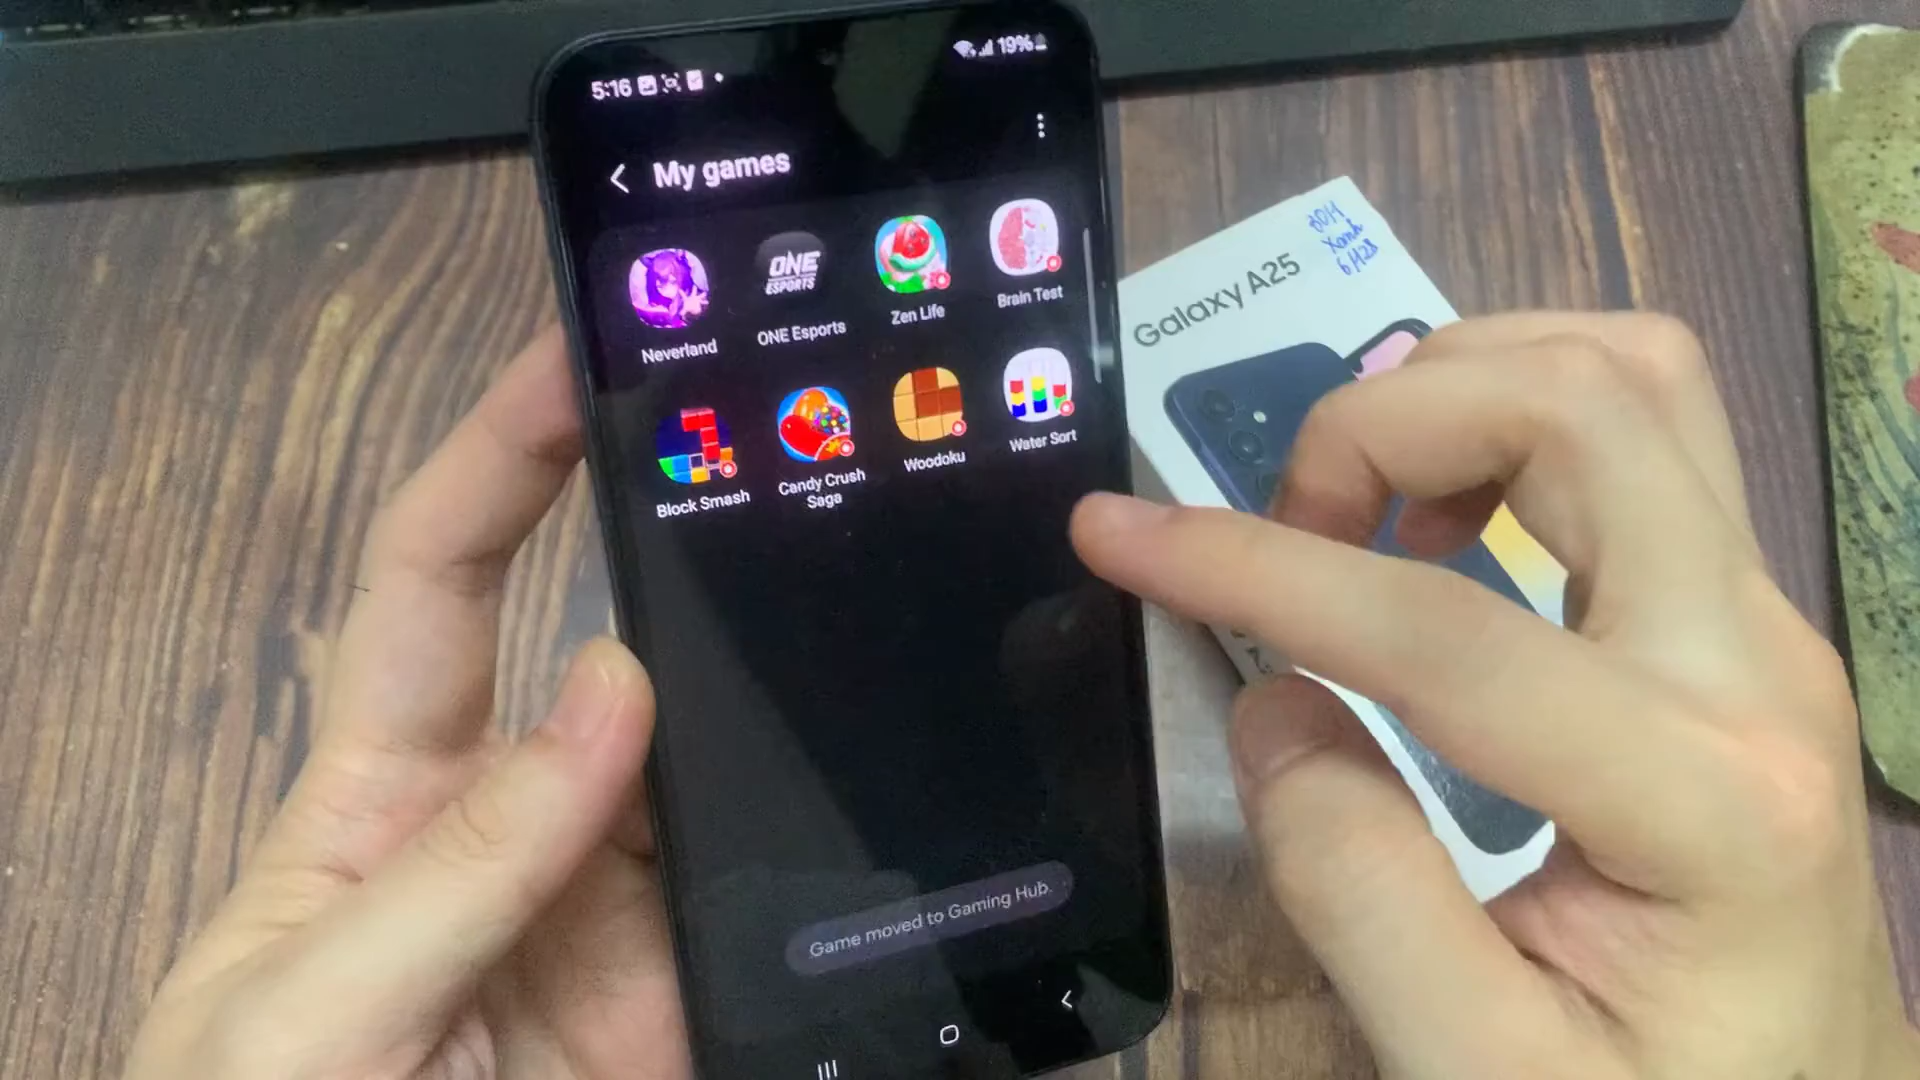 5:16
19%
My games
ONE
ESPORTS
Neverland
ONE Esports
Zen Life
Brain Test
Block Smash
Candy Crush
Saga
Woodoku
Water Sort
Game moved to Gaming Hub.
Galaxy A25
Xanh